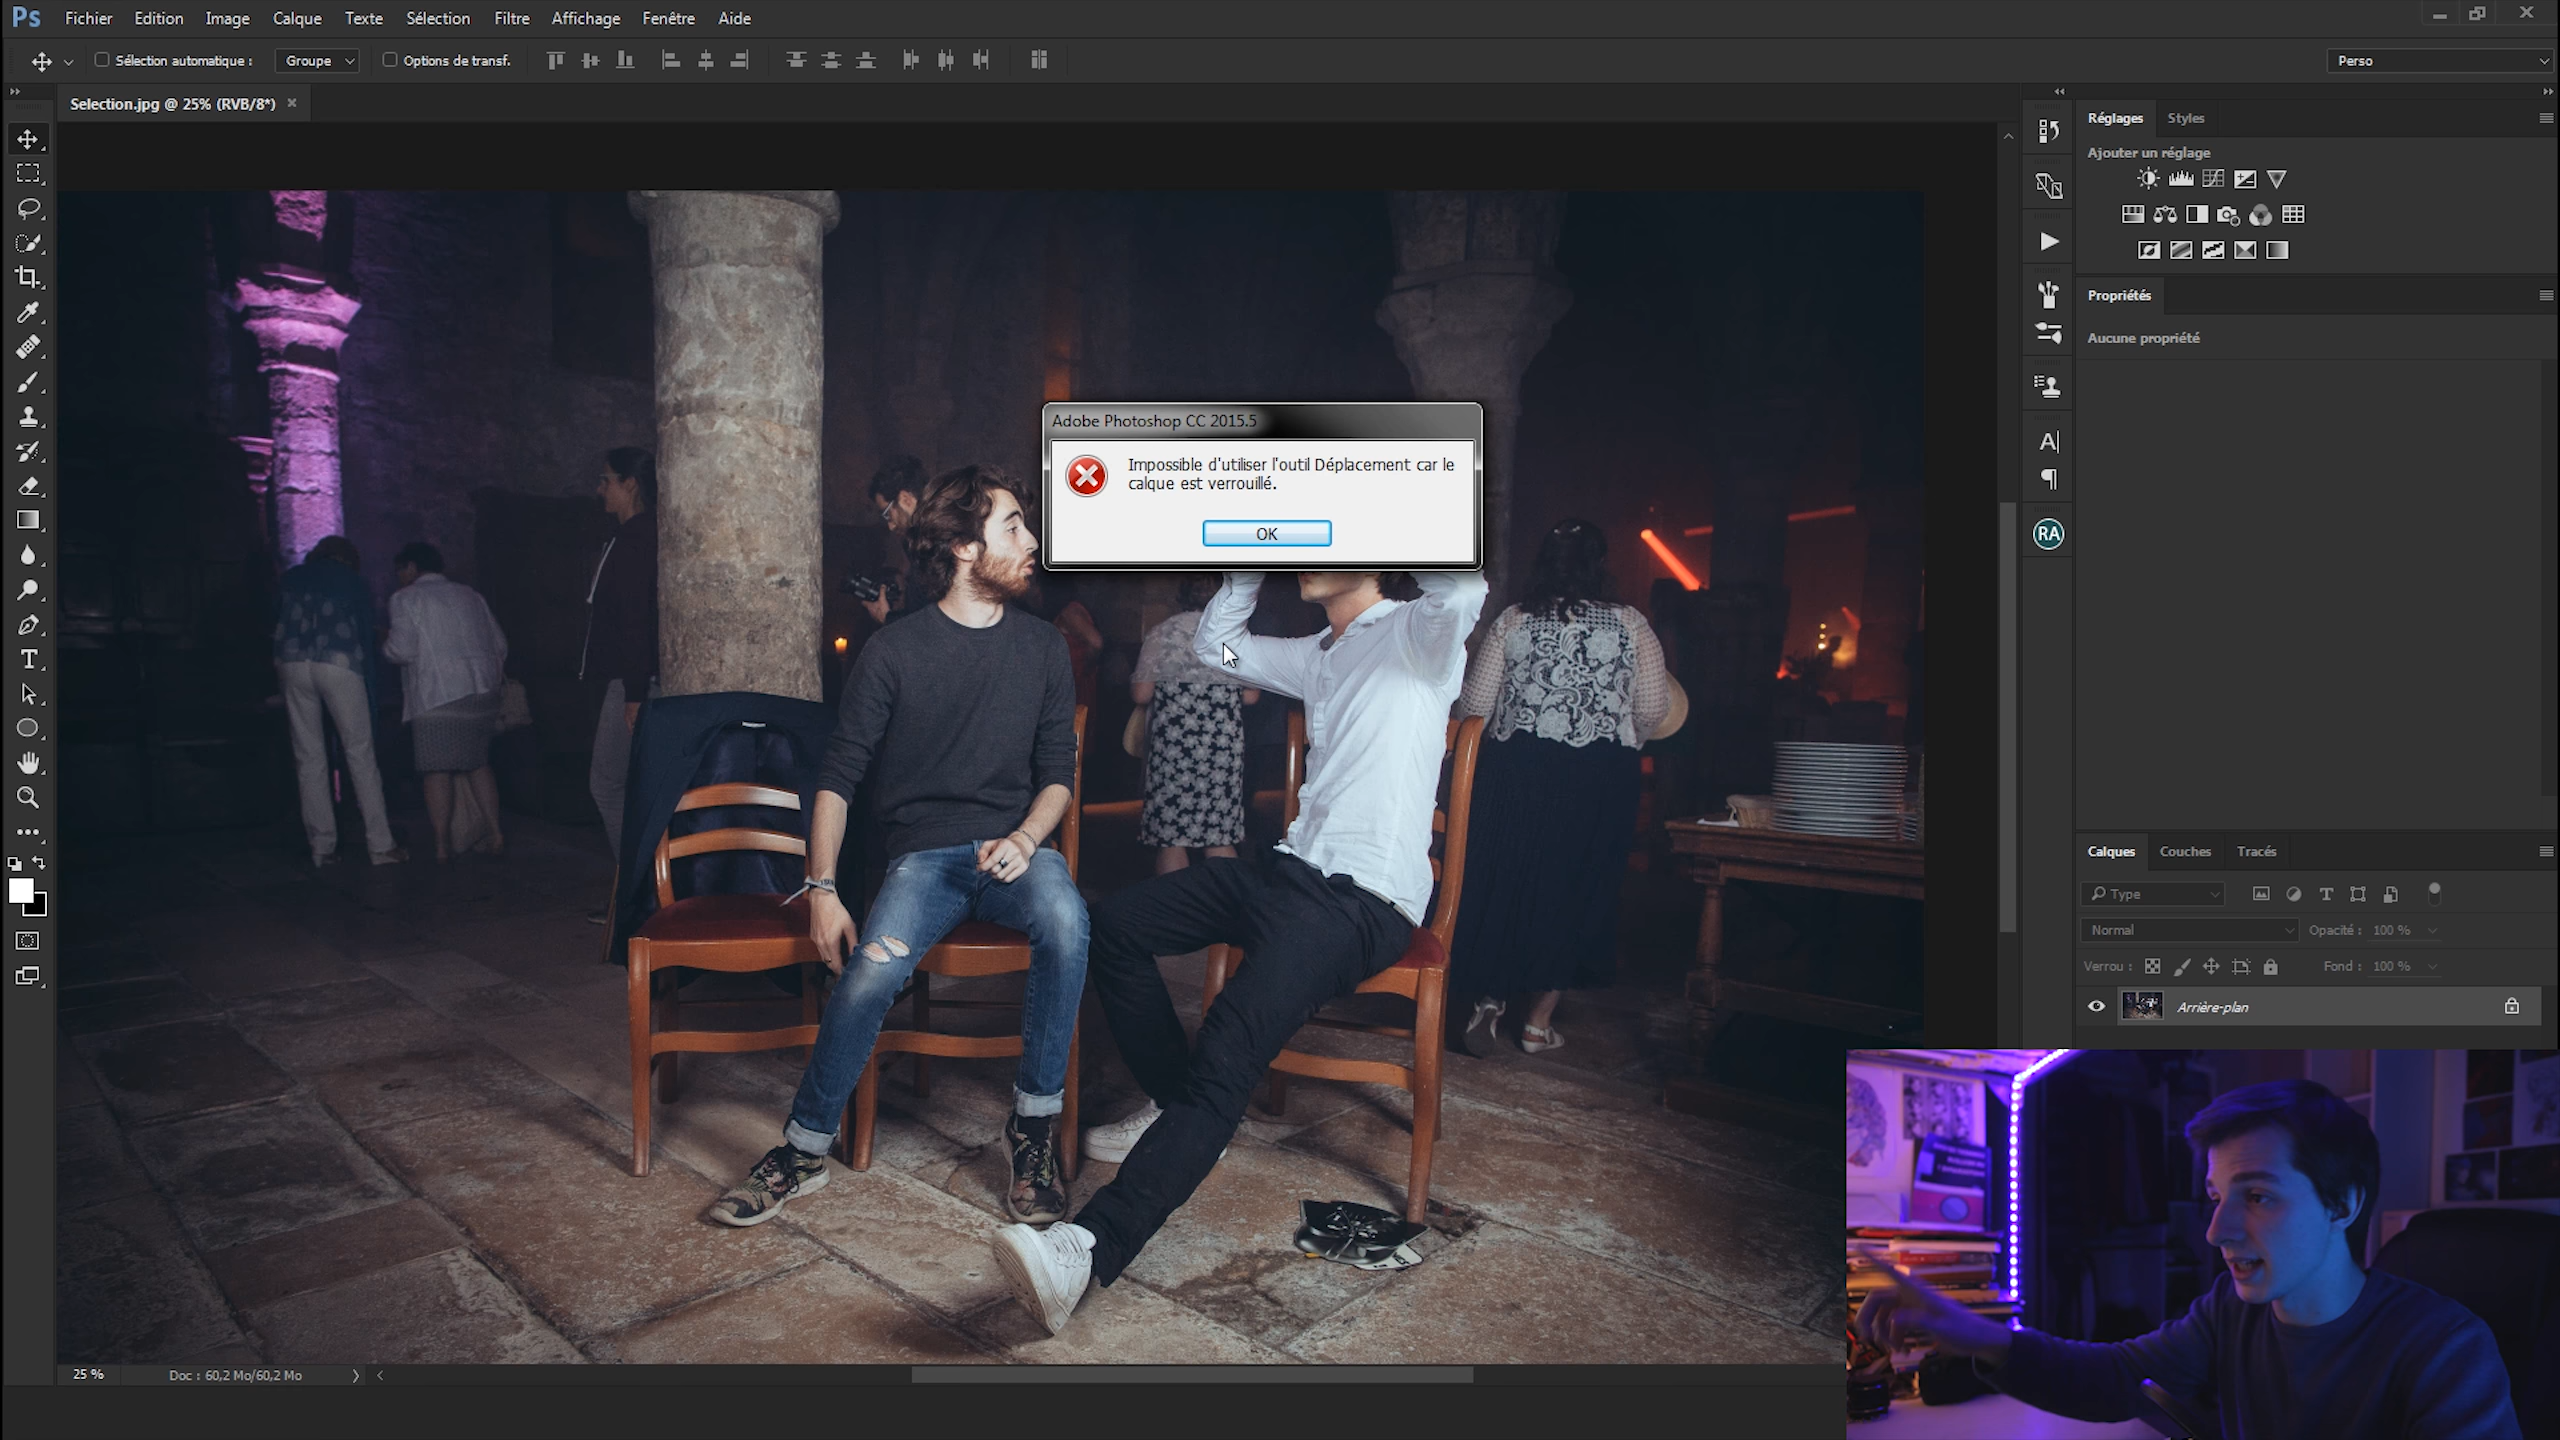 Ps Fichier Edition Image Calque Texte Sélection Filtre Affichage Fenêtre Aide
Sélection automatique : Groupe Options de transf. Perso
Selection.jpg @ 25% (RVB/8*) ×
Réglages Styles
Ajouter un réglage
Propriétés
Aucune propriété
Adobe Photoshop CC 2015.5
Impossible d'utiliser l'outil Déplacement car le
calque est verrouillé.
OK
RA
Calques Couches Tracés
Type
Normal Opacité : 100 %
Verrou : Fond : 100 %
Arrière-plan
25 % Doc : 60,2 Mo/60,2 Mo